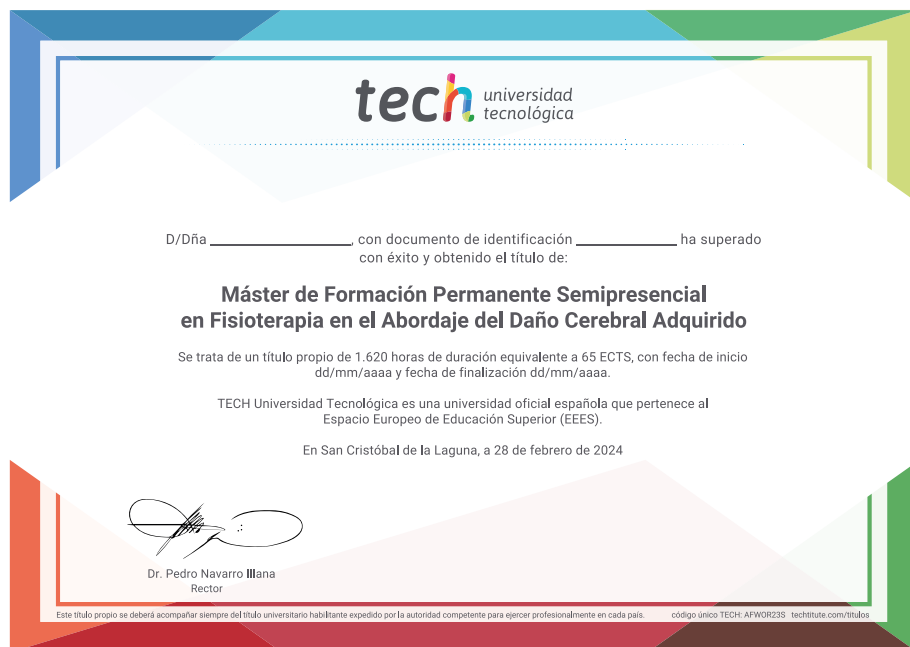 tech universidad
tecnológica
D/Dña ______________, con documento de identificación __________ ha superado
con éxito y obtenido el título de:
Máster de Formación Permanente Semipresencial
en Fisioterapia en el Abordaje del Daño Cerebral Adquirido
Se trata de un título propio de 1.620 horas de duración equivalente a 65 ECTS, con fecha de inicio
dd/mm/aaaa y fecha de finalización dd/mm/aaaa.
TECH Universidad Tecnológica es una universidad oficial española que pertenece al
Espacio Europeo de Educación Superior (EEES).
En San Cristóbal de la Laguna, a 28 de febrero de 2024
Dr. Pedro Navarro Illana
Rector
Este título propio se deberá acompañar siempre del título universitario habilitante expedido por la autoridad competente para ejercer profesionalmente en cada país. código único TECH: AFWOR23S techtitute.com/titulos